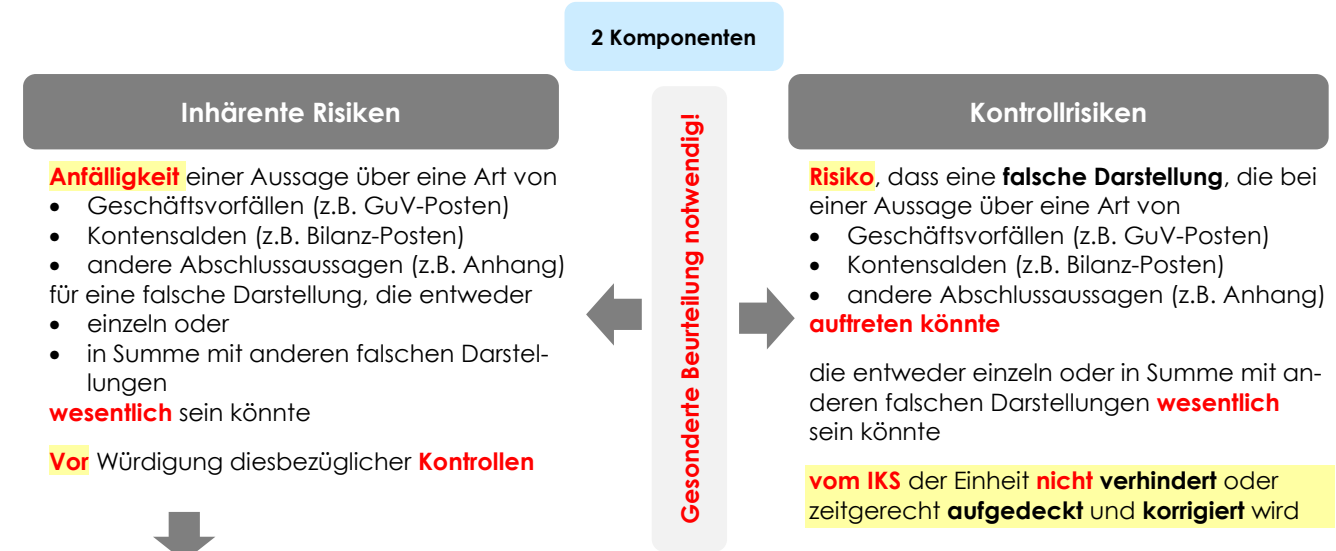 2 Komponenten
Inhärente Risiken
Anfälligkeit einer Aussage über eine Art von
• Geschäftsvorfällen (z.B. GuV-Posten)
• Kontensalden (z.B. Bilanz-Posten)
• andere Abschlussaussagen (z.B. Anhang)
für eine falsche Darstellung, die entweder
• einzeln oder
• in Summe mit anderen falschen Darstel-
lungen
wesentlich sein könnte
Vor Würdigung diesbezüglicher Kontrollen
Gesonderte Beurteilung notwendig!
Kontrollrisiken
Risiko, dass eine falsche Darstellung, die bei
einer Aussage über eine Art von
• Geschäftsvorfällen (z.B. GuV-Posten)
• Kontensalden (z.B. Bilanz-Posten)
• andere Abschlussaussagen (z.B. Anhang)
auftreten könnte
die entweder einzeln oder in Summe mit an-
deren falschen Darstellungen wesentlich
sein könnte
vom IKS der Einheit nicht verhindert oder
zeitgerecht aufgedeckt und korrigiert wird